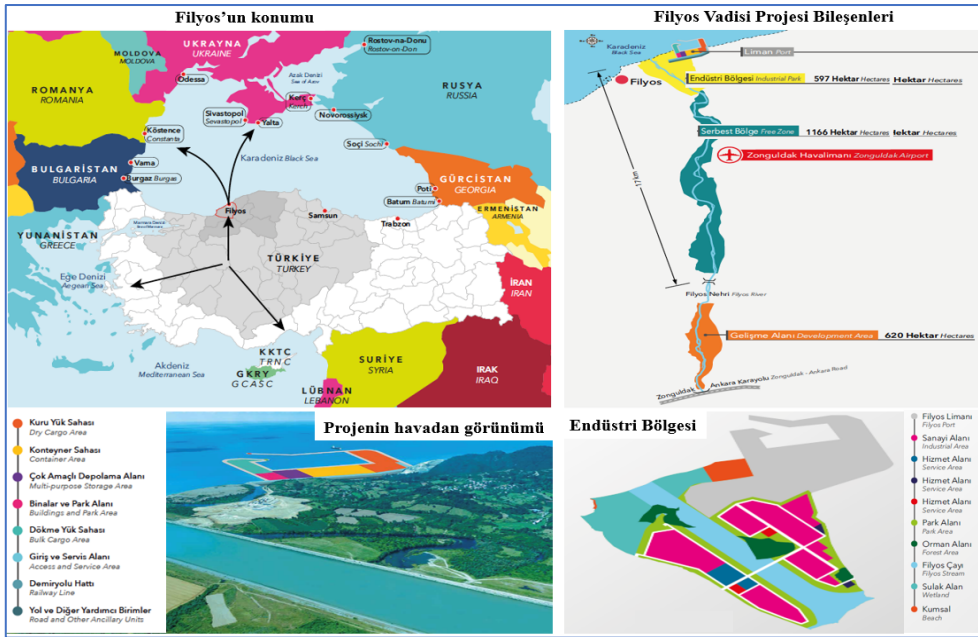 Filyos'un konumu
UKRAYNA
UKRAINE
MOLDOVA
MOLDOVA
Rostov-na-Donu
Rostov-on-Don
Odessa
Azak Denizi
Sea of Azov
ROMANYA
ROMANIA
Kerç
Kerch
RUSYA
RUSSIA
Sivastopol
Sevastopol
Yalta
Novorossiysk
Köstence
Constanta
Soçi Sochi
Karadeniz Black Sea
Varna
BULGARİSTAN
BULGARIA
Burgaz Burgas
GÜRCİSTAN
GEORGIA
Poti
Batum Batumi
Filyos
Samsun
Trabzon
ERMENİSTAN
ARMENIA
YUNANİSTAN
GREECE
TÜRKİYE
TURKEY
Ege Denizi
Aegean Sea
İRAN
IRAN
KKTC
TRNC
Akdeniz
Mediterranean Sea
GKRY
GCASC
SURİYE
SYRIA
LÜBNAN
LEBANON
IRAK
IRAQ
Filyos Vadisi Projesi Bileşenleri
Karadeniz
Black Sea
Liman Port
Filyos
Endüstri Bölgesi Industrial Park
597 Hektar Hectares Hektar Hectares
Serbest Bölge Free Zone
1166 Hektar Hectares lektar Hectares
Zonguldak Havalimanı Zonguldak Airport
17 km
Filyos Nehri Filyos River
Gelişme Alanı Development Area
620 Hektar Hectares
Zonguldak Ankara Karayolu Zonguldak - Ankara Road
Projenin havadan görünümü
Kuru Yük Sahası
Dry Cargo Area
Konteyner Sahası
Container Area
Çok Amaçlı Depolama Alanı
Multi-purpose Storage Area
Binalar ve Park Alanı
Buildings and Park Area
Dökme Yük Sahası
Bulk Cargo Area
Giriş ve Servis Alanı
Access and Service Area
Demiryolu Hattı
Railway Line
Yol ve Diğer Yardımcı Birimler
Road and Other Ancillary Units
Endüstri Bölgesi
Filyos Limanı
Filyos Port
Sanayi Alanı
Industrial Area
Hizmet Alanı
Service Area
Hizmet Alanı
Service Area
Hizmet Alanı
Service Area
Park Alanı
Park Area
Orman Alanı
Forest Area
Filyos Çayı
Filyos Stream
Sulak Alan
Wetland
Kumsal
Beach